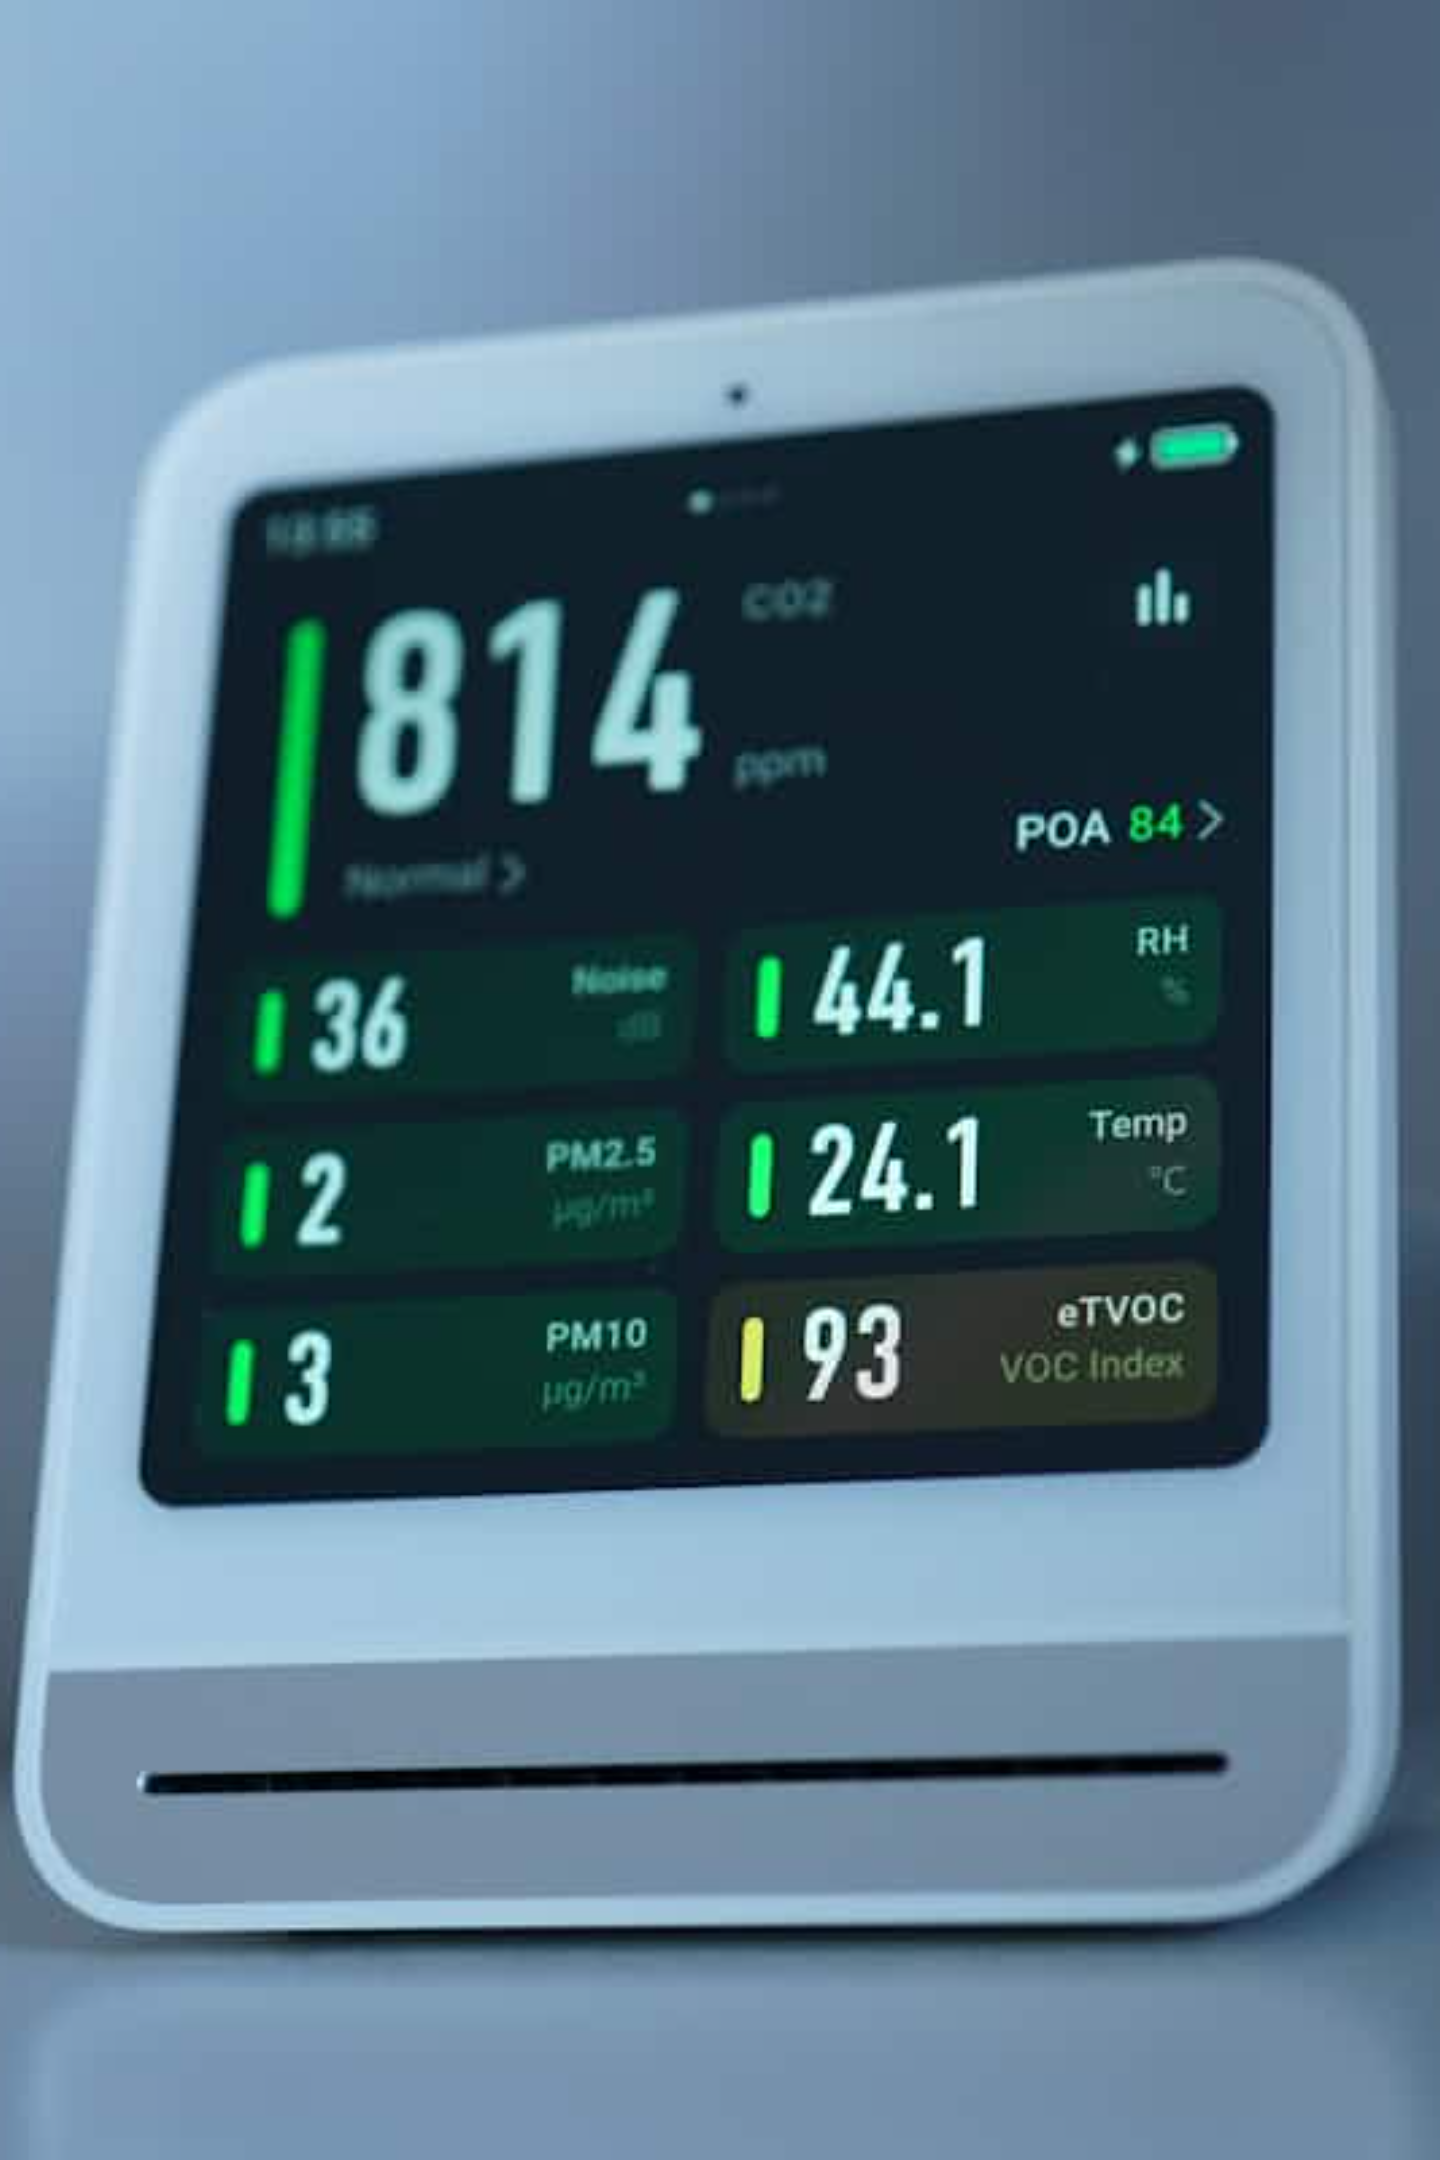 CO2
814
ppm
Normal >
POA 84 >
36 Noise
dB
44.1 RH
%
2 PM2.5
µg/m³
24.1 Temp
°C
3 PM10
µg/m³
93 eTVOC
VOC Index